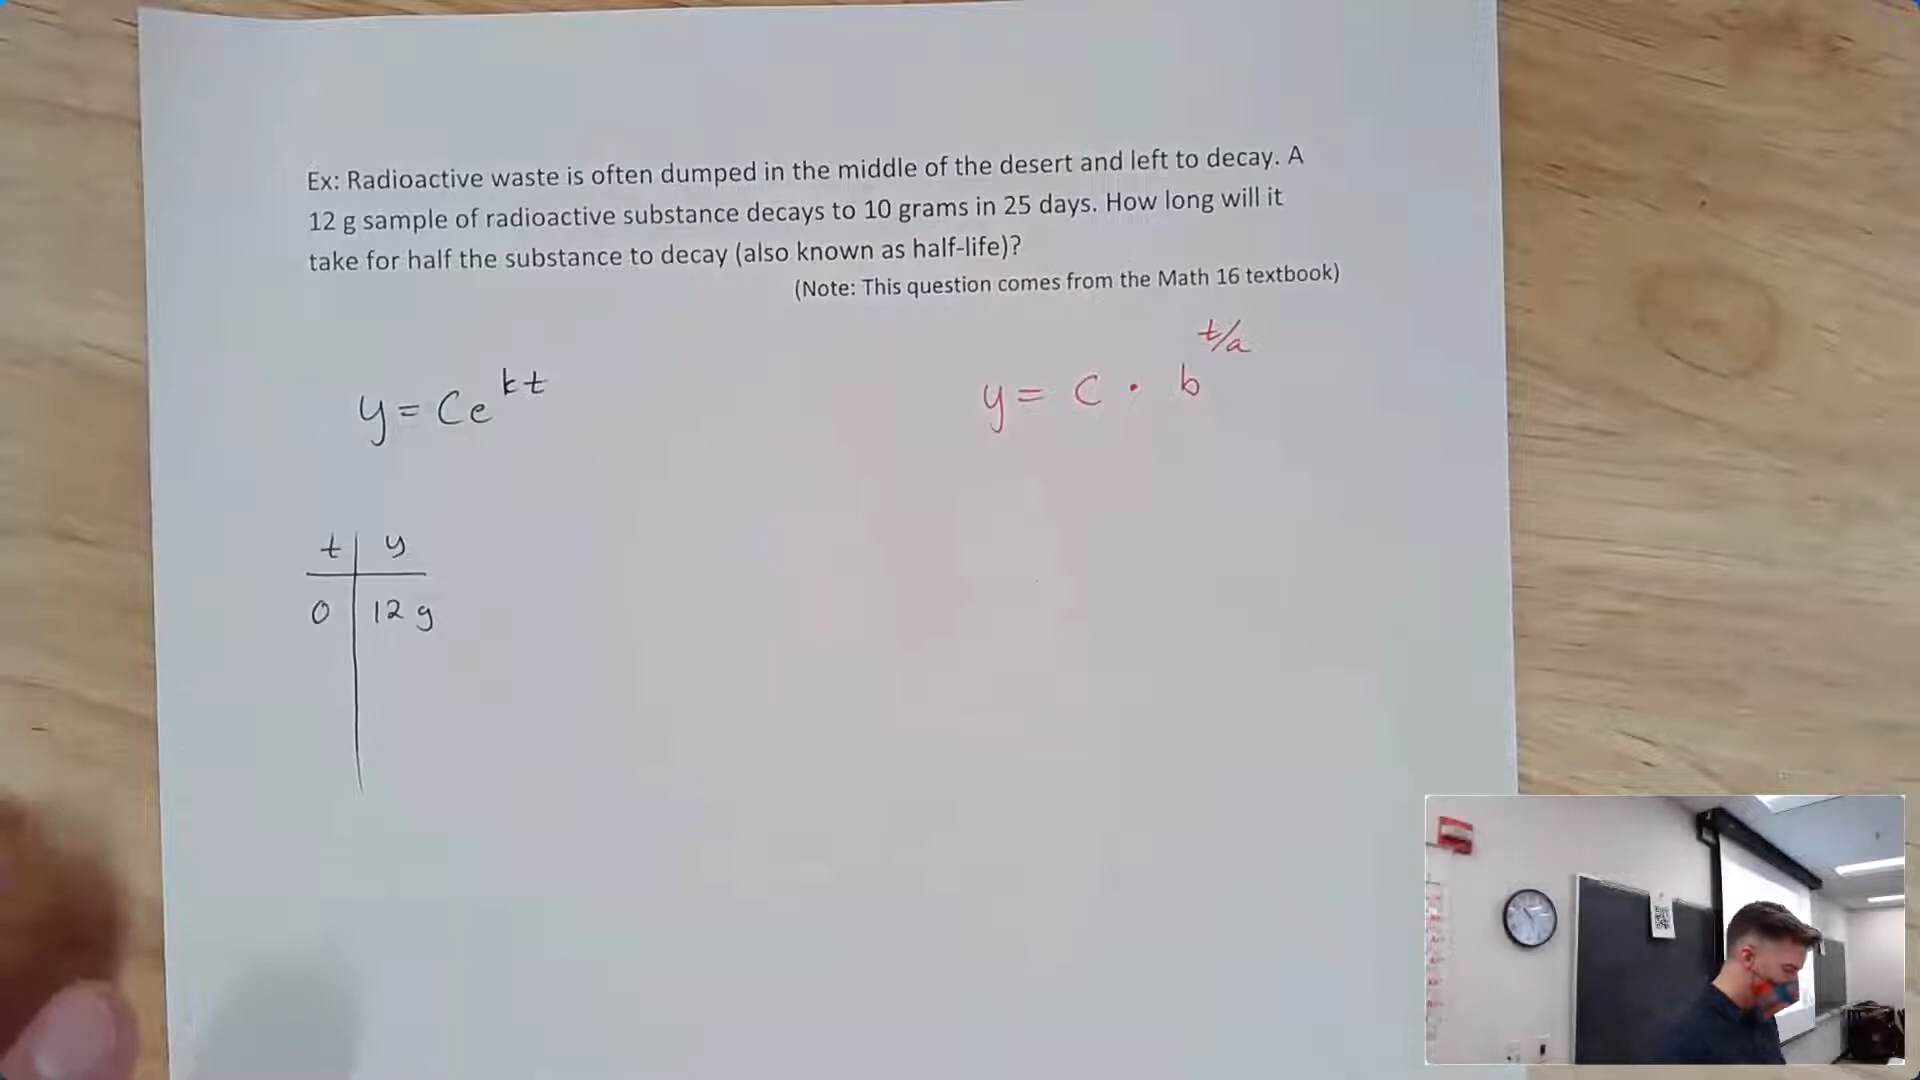 Ex: Radioactive waste is often dumped in the middle of the desert and left to decay. A
12 g sample of radioactive substance decays to 10 grams in 25 days. How long will it
take for half the substance to decay (also known as half-life)?
(Note: This question comes from the Math 16 textbook)
y = Ce^kt
y = C · b^t/a
t | y
0 | 12 g